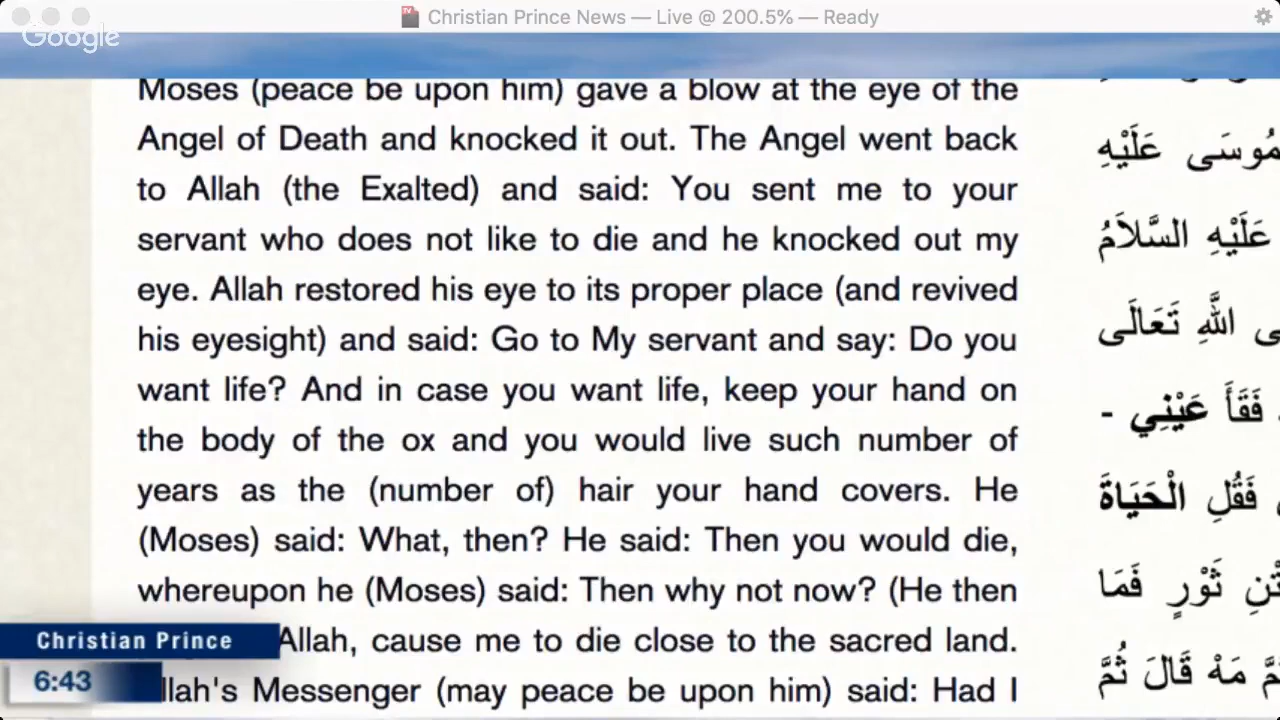 Christian Prince News — Live @ 200.5% — Ready
Google
Moses (peace be upon him) gave a blow at the eye of the
Angel of Death and knocked it out. The Angel went back
to Allah (the Exalted) and said: You sent me to your
servant who does not like to die and he knocked out my
eye. Allah restored his eye to its proper place (and revived
his eyesight) and said: Go to My servant and say: Do you
want life? And in case you want life, keep your hand on
the body of the ox and you would live such number of
years as the (number of) hair your hand covers. He
(Moses) said: What, then? He said: Then you would die,
whereupon he (Moses) said: Then why not now? (He then
Allah, cause me to die close to the sacred land.
llah's Messenger (may peace be upon him) said: Had I
مُوسَى عَلَيْهِ
عَلَيْهِ السَّلاَمُ
اللَّهِ تَعَالَى
فَقَأَ عَيْنِي -
فَقُلِ الْحَيَاةَ
ثَوْرٍ فَمَا
مَهْ قَالَ ثُمَّ
Christian Prince
6:43